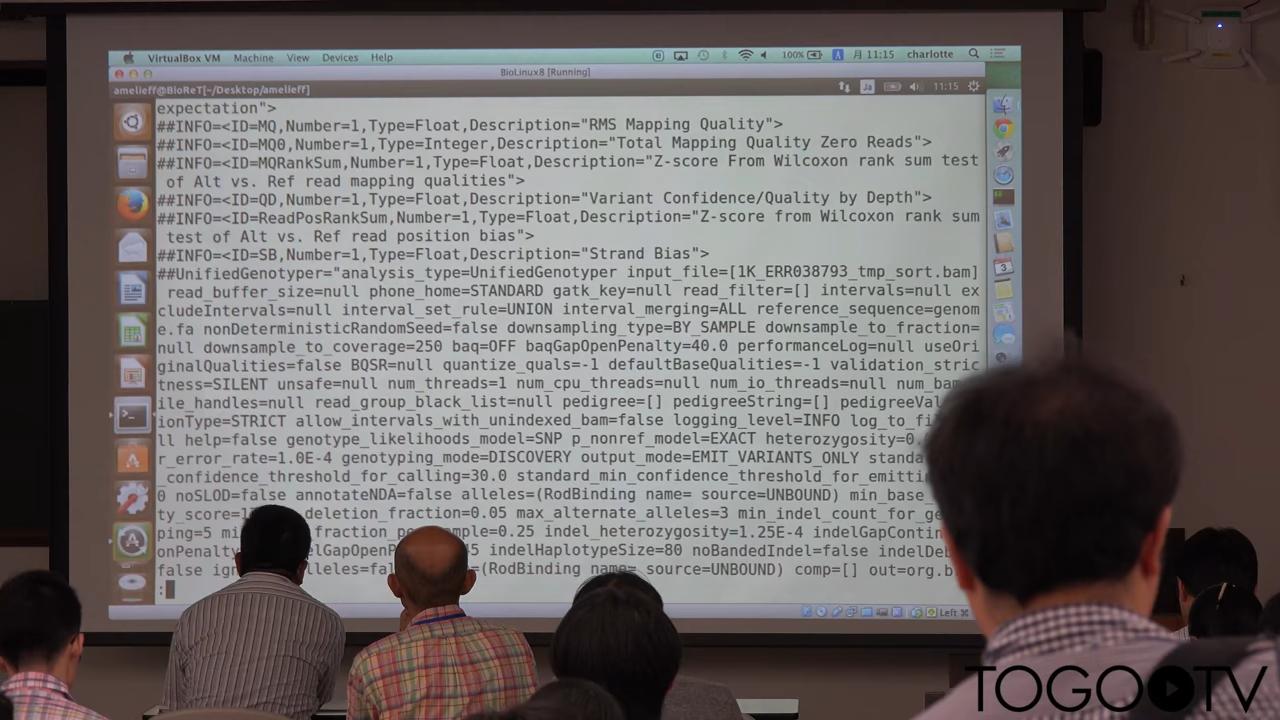 VirtualBox VM Machine View Devices Help 100% A 月 11:15 charlotte
BioLinux8 [Running]
amelieff@BioReT[~/Desktop/amelieff] Ja 11:15
expectation">
##INFO=<ID=MQ,Number=1,Type=Float,Description="RMS Mapping Quality">
##INFO=<ID=MQ0,Number=1,Type=Integer,Description="Total Mapping Quality Zero Reads">
##INFO=<ID=MQRankSum,Number=1,Type=Float,Description="Z-score From Wilcoxon rank sum test
of Alt vs. Ref read mapping qualities">
##INFO=<ID=QD,Number=1,Type=Float,Description="Variant Confidence/Quality by Depth">
##INFO=<ID=ReadPosRankSum,Number=1,Type=Float,Description="Z-score from Wilcoxon rank sum
test of Alt vs. Ref read position bias">
##INFO=<ID=SB,Number=1,Type=Float,Description="Strand Bias">
##UnifiedGenotyper="analysis_type=UnifiedGenotyper input_file=[1K_ERR038793_tmp_sort.bam]
read_buffer_size=null phone_home=STANDARD gatk_key=null read_filter=[] intervals=null ex
cludeIntervals=null interval_set_rule=UNION interval_merging=ALL reference_sequence=genom
e.fa nonDeterministicRandomSeed=false downsampling_type=BY_SAMPLE downsample_to_fraction=
null downsample_to_coverage=250 baq=OFF baqGapOpenPenalty=40.0 performanceLog=null useOri
ginalQualities=false BQSR=null quantize_quals=-1 defaultBaseQualities=-1 validation_stric
tness=SILENT unsafe=null num_threads=1 num_cpu_threads=null num_io_threads=null num_bam
ile_handles=null read_group_black_list=null pedigree=[] pedigreeString=[] pedigreeVal
ionType=STRICT allow_intervals_with_unindexed_bam=false logging_level=INFO log_to_fi
ll help=false genotype_likelihoods_model=SNP p_nonref_model=EXACT heterozygosity=0.
r_error_rate=1.0E-4 genotyping_mode=DISCOVERY output_mode=EMIT_VARIANTS_ONLY standa
_confidence_threshold_for_calling=30.0 standard_min_confidence_threshold_for_emitti
0 noSLOD=false annotateNDA=false alleles=(RodBinding name= source=UNBOUND) min_base_
ty_score= deletion_fraction=0.05 max_alternate_alleles=3 min_indel_count_for_ge
ping=5 fraction_pe mple=0.25 indel_heterozygosity=1.25E-4 indelGapContin
onPenalty elGapOpenP 5 indelHaplotypeSize=80 noBandedIndel=false indelDeb
false ign lleles=fal =(RodBinding name= source=UNBOUND) comp=[] out=org.b
:
3
Left ⌘
TOGO TV